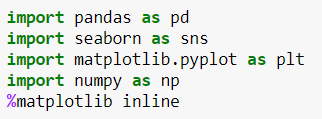 import pandas as pd
import seaborn as sns
import matplotlib.pyplot as plt
import numpy as np
%matplotlib inline